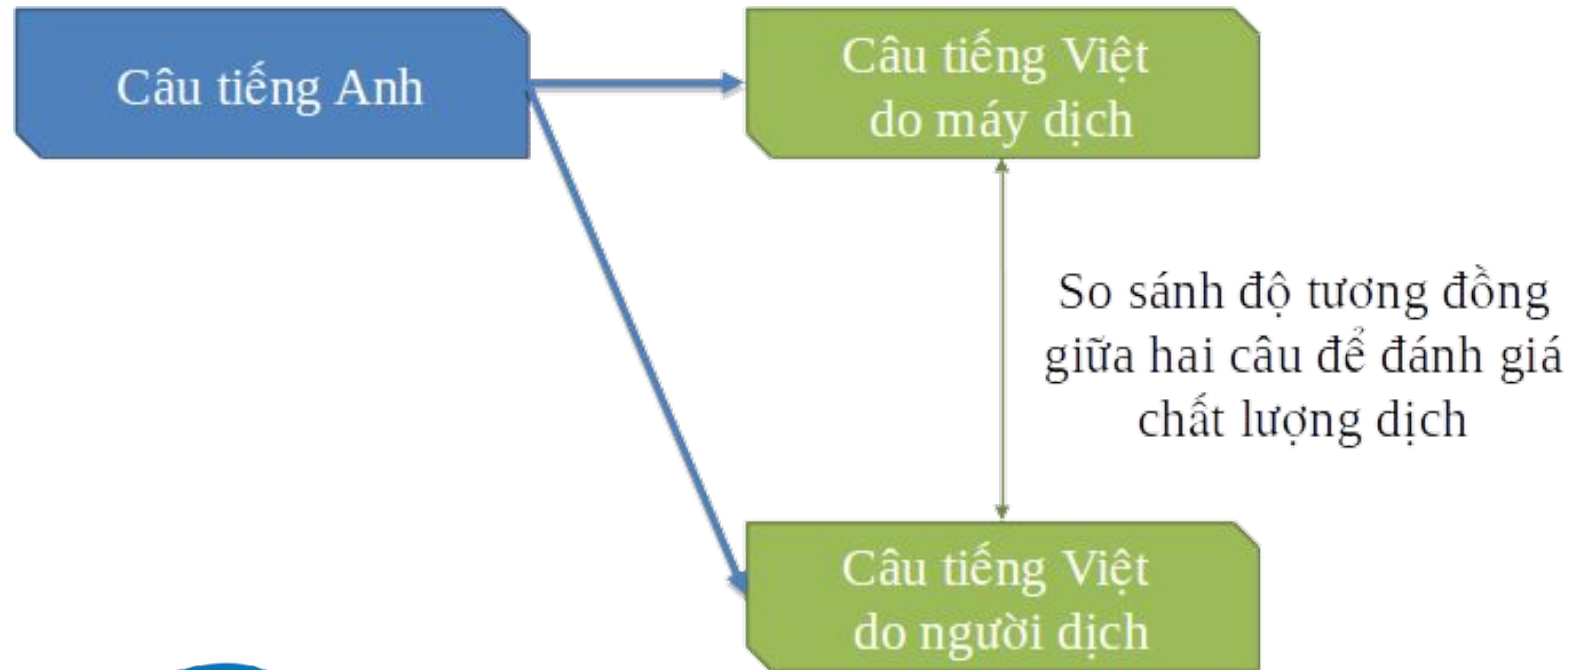 Câu tiếng Anh
Câu tiếng Việt
do máy dịch
So sánh độ tương đồng
giữa hai câu để đánh giá
chất lượng dịch
Câu tiếng Việt
do người dịch